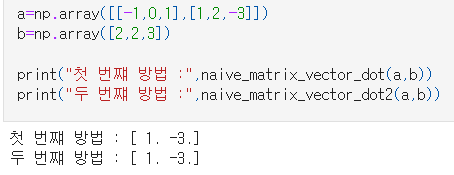 a=np.array([[-1,0,1],[1,2,-3]])
b=np.array([2,2,3])
print("첫 번째 방법 :",naive_matrix_vector_dot(a,b))
print("두 번째 방법 :",naive_matrix_vector_dot2(a,b))
첫 번째 방법 : [ 1. -3.]
두 번째 방법 : [ 1. -3.]